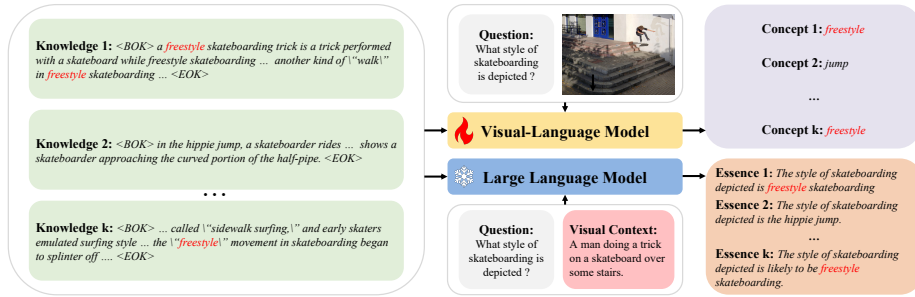 Knowledge 1: <BOK> a freestyle skateboarding trick is a trick performed
with a skateboard while freestyle skateboarding … another kind of \“walk\”
in freestyle skateboarding … <EOK>
Knowledge 2: <BOK> in the hippie jump, a skateboarder rides … shows a
skateboarder approaching the curved portion of the half-pipe. <EOK>
...
Knowledge k: <BOK> … called \“sidewalk surfing,\” and early skaters
emulated surfing style … the \“freestyle\” movement in skateboarding began
to splinter off …. <EOK>
Question:
What style of
skateboarding
is depicted ?
Visual-Language Model
Large Language Model
Question:
What style of
skateboarding is
depicted ?
Visual Context:
A man doing a trick
on a skateboard over
some stairs.
Concept 1: freestyle
Concept 2: jump
...
Concept k: freestyle
Essence 1: The style of skateboarding
depicted is freestyle skateboarding
Essence 2: The style of skateboarding
depicted is the hippie jump.
...
Essence k: The style of skateboarding
depicted is likely to be freestyle
skateboarding.